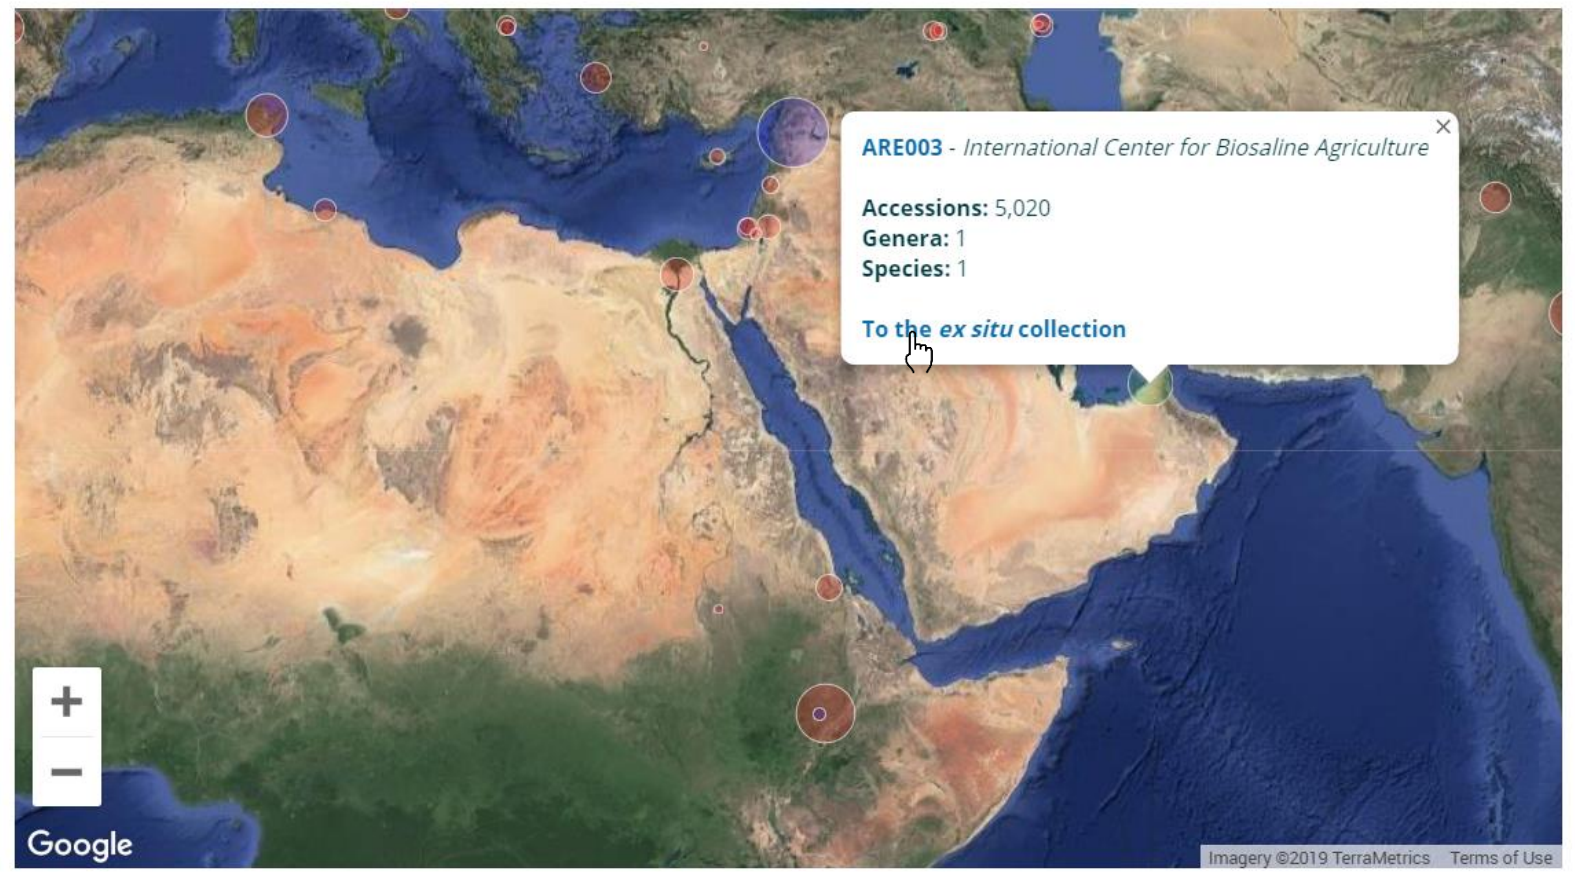 ARE003 - International Center for Biosaline Agriculture
Accessions: 5,020
Genera: 1
Species: 1
To the ex situ collection
Google
Imagery ©2019 TerraMetrics Terms of Use